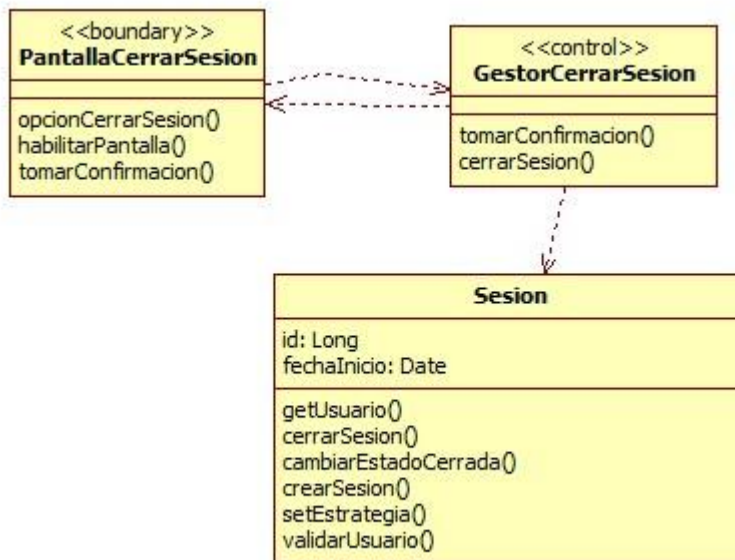 <<boundary>>
PantallaCerrarSesion
opcionCerrarSesion()
habilitarPantalla()
tomarConfirmacion()
<<control>>
GestorCerrarSesion
tomarConfirmacion()
cerrarSesion()
Sesion
id: Long
fechaInicio: Date
getUsuario()
cerrarSesion()
cambiarEstadoCerrada()
crearSesion()
setEstrategia()
validarUsuario()